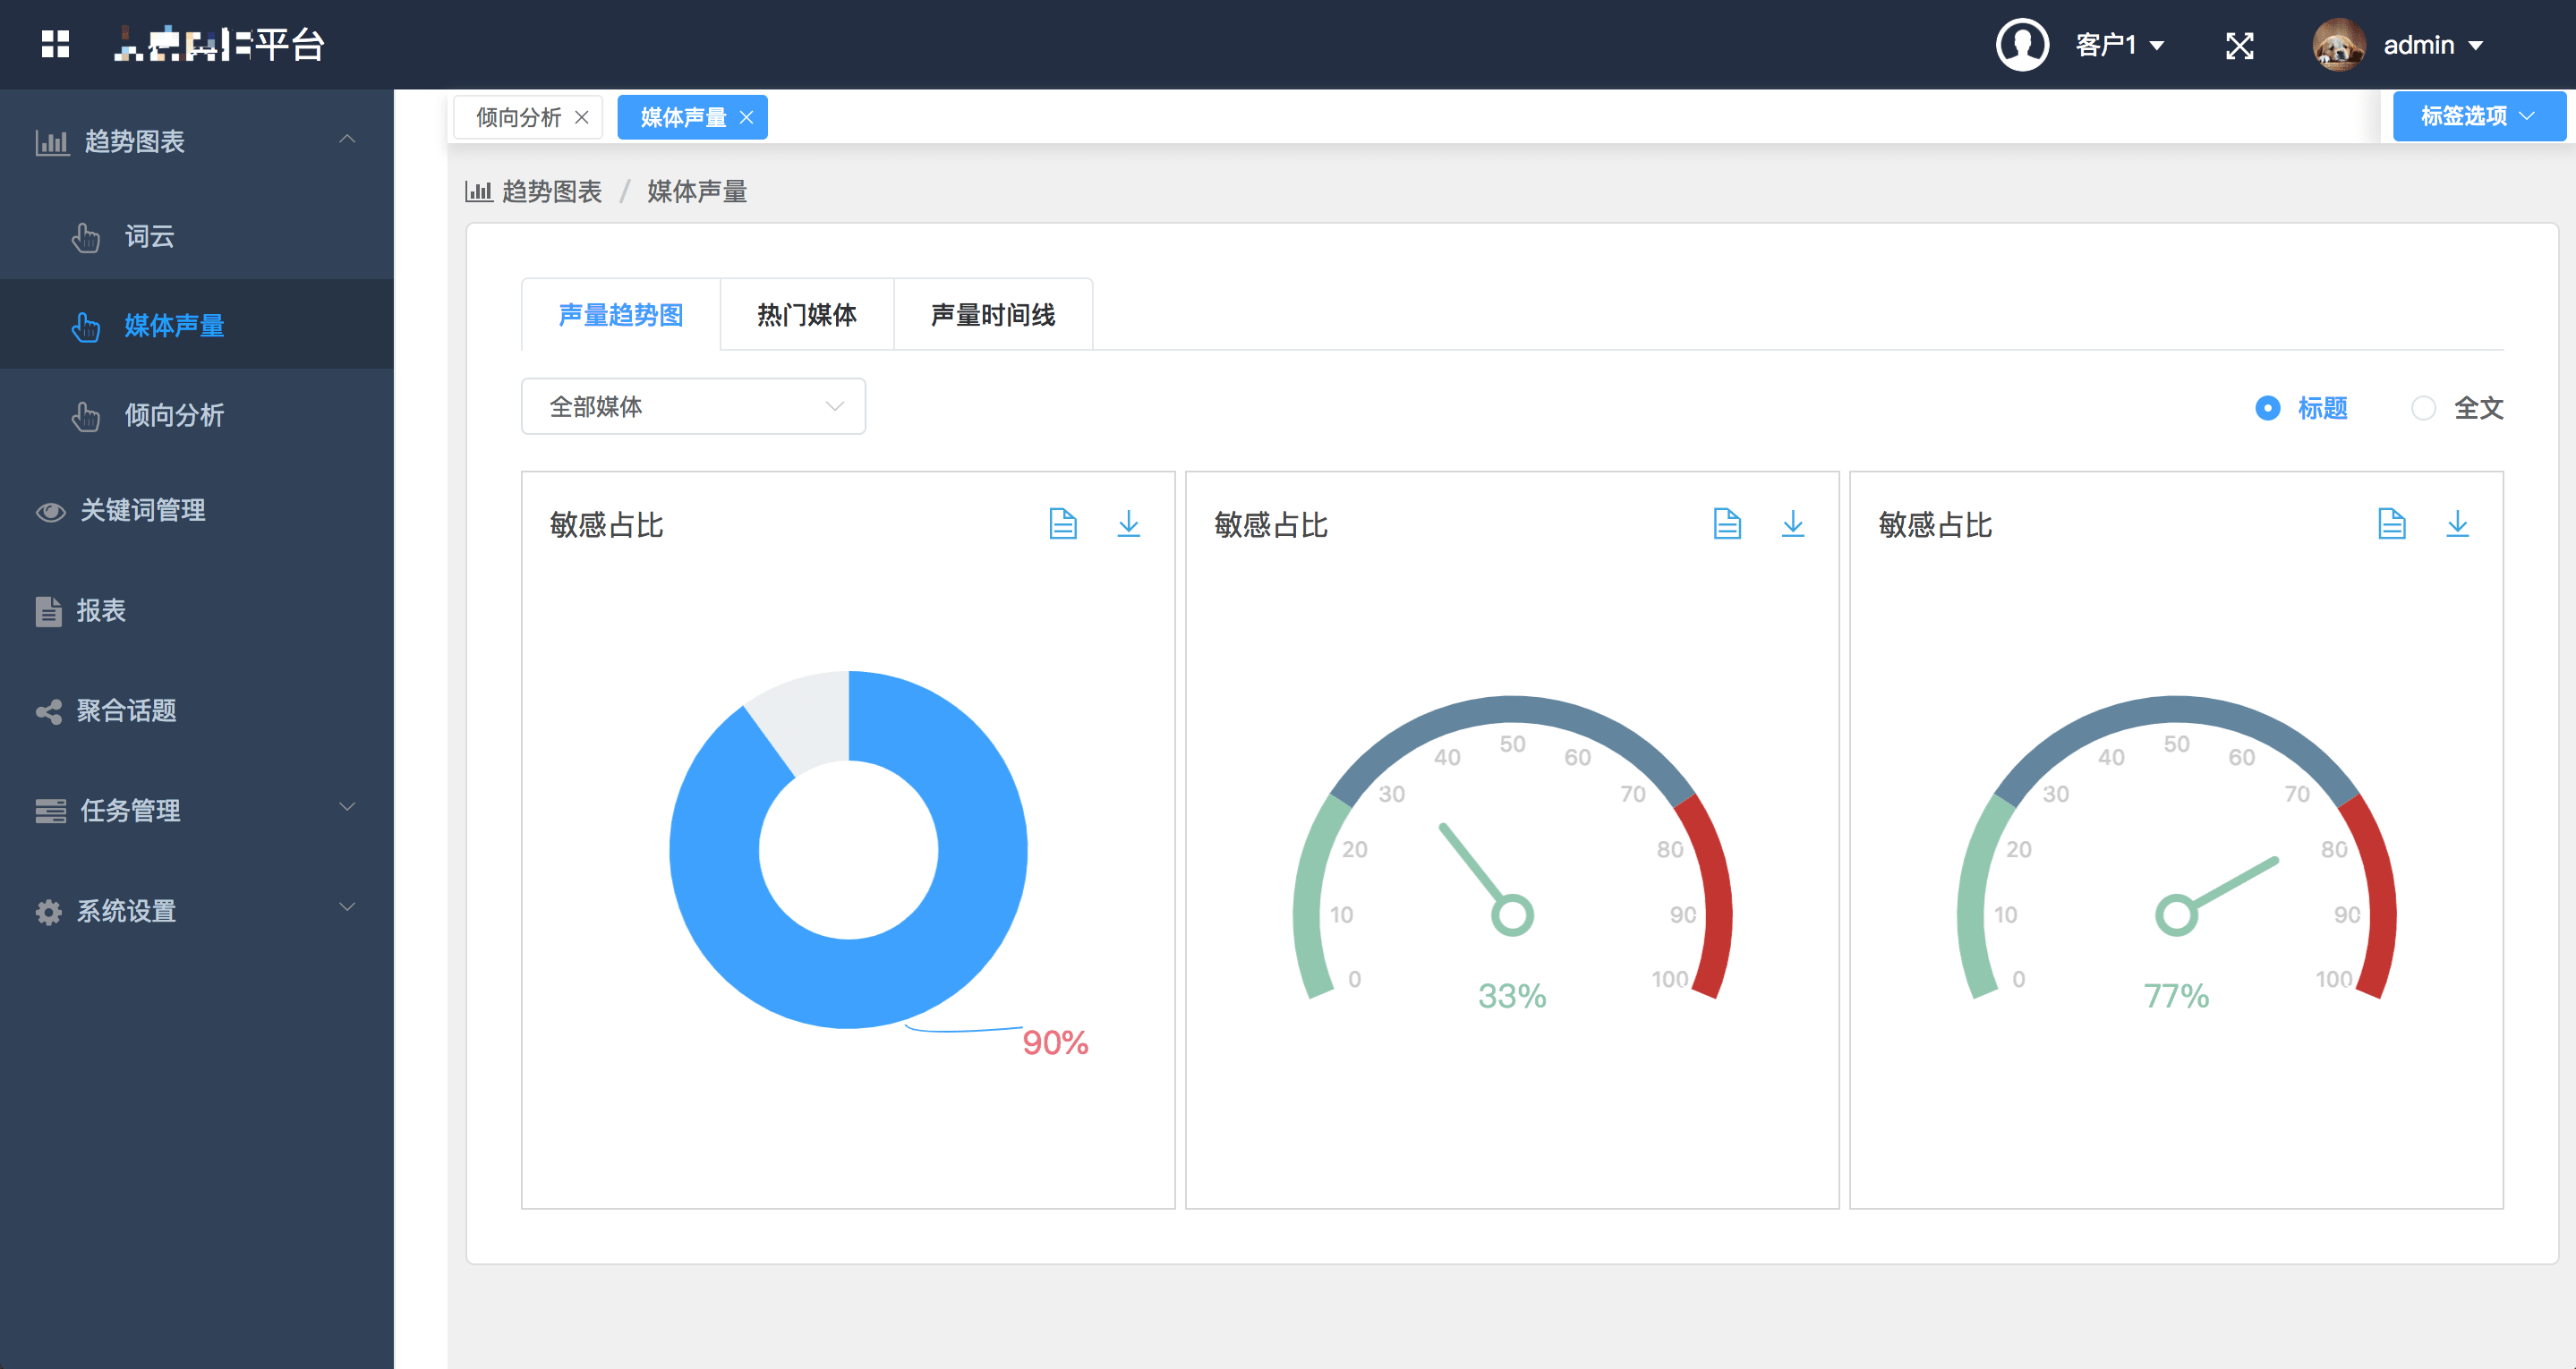 平台
客户1
admin
趋势图表
词云
媒体声量
倾向分析
关键词管理
报表
聚合话题
任务管理
系统设置
倾向分析
媒体声量
标签选项
趋势图表 / 媒体声量
声量趋势图 热门媒体 声量时间线
全部媒体
标题 全文
敏感占比
90%
敏感占比
0 10 20 30 40 50 60 70 80 90 100
33%
敏感占比
0 10 20 30 40 50 60 70 80 90 100
77%